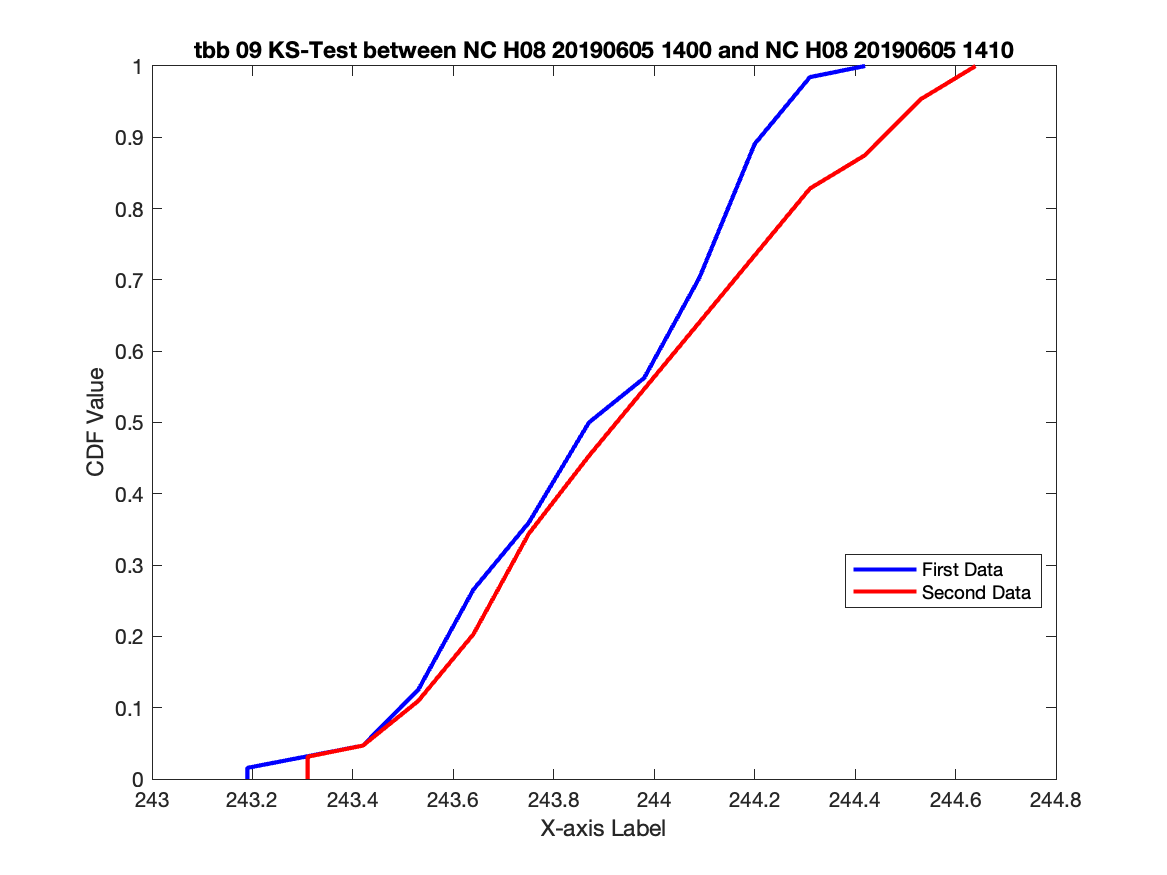 tbb 09 KS-Test between NC H08 20190605 1400 and NC H08 20190605 1410
1
0.9
0.8
0.7
0.6
0.5
0.4
0.3
0.2
0.1
0
CDF Value
First Data
Second Data
243 243.2 243.4 243.6 243.8 244 244.2 244.4 244.6 244.8
X-axis Label